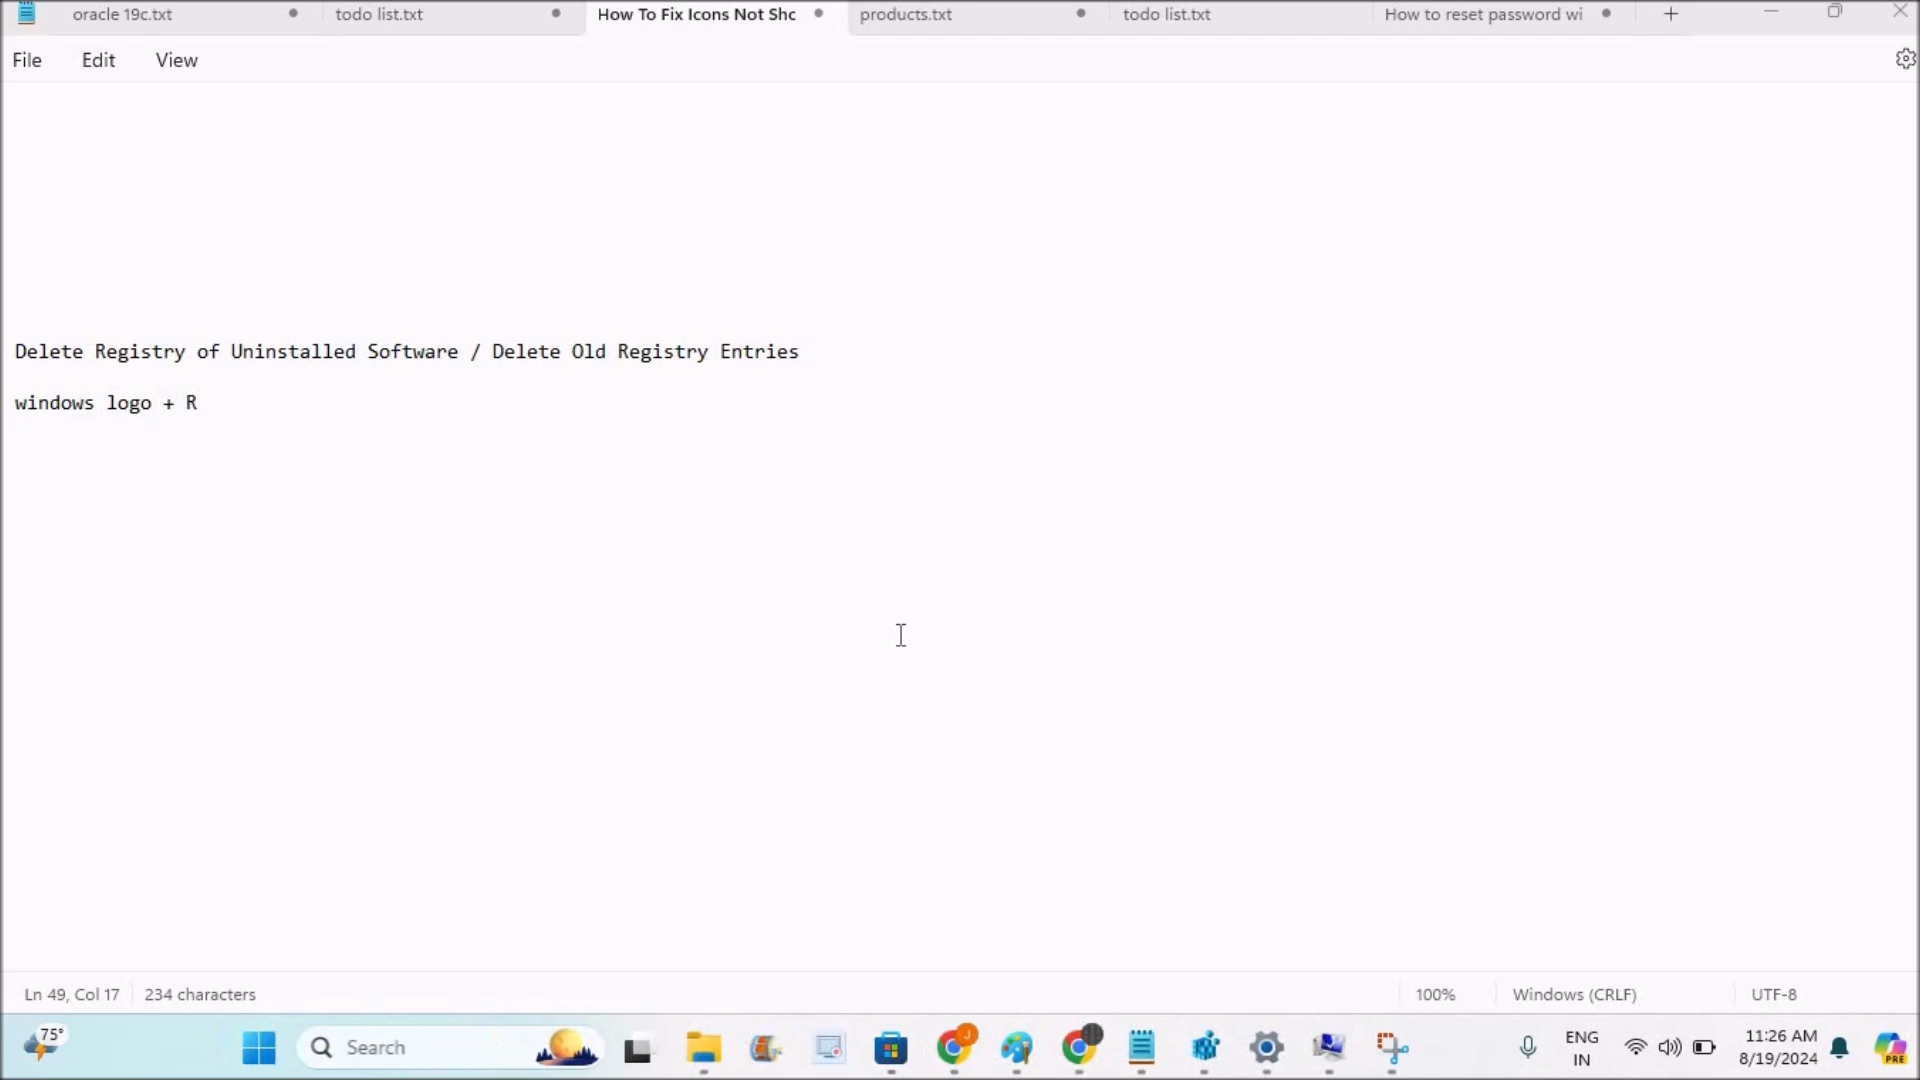 oracle 19c.txt
todo list.txt
How To Fix Icons Not Shc
products.txt
todo list.txt
How to reset password wi
File Edit View
Delete Registry of Uninstalled Software / Delete Old Registry Entries
windows logo + R
Ln 49, Col 17
234 characters
100%
Windows (CRLF)
UTF-8
75°
Search
J
ENG
IN
11:26 AM
8/19/2024
PRE